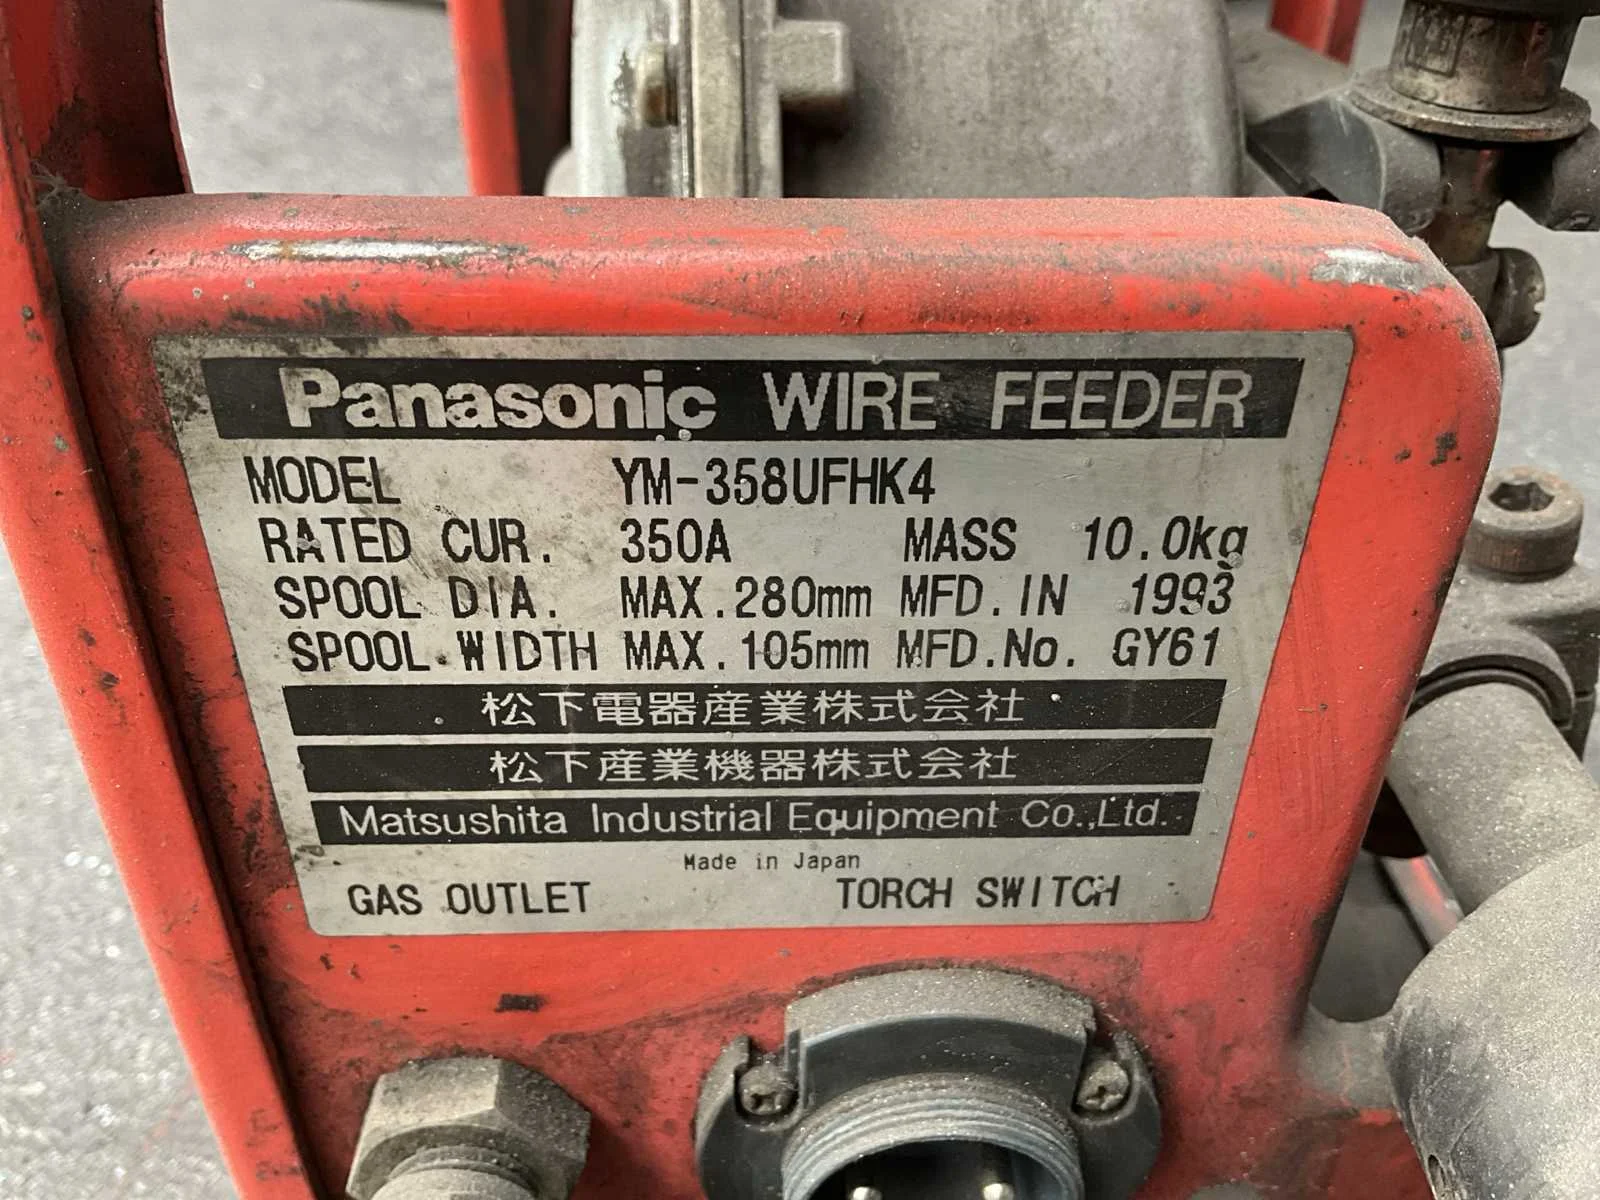 Panasonic WIRE FEEDER
MODEL YM-358UFHK4
RATED CUR. 350A MASS 10.0kg
SPOOL DIA. MAX.280mm MFD.IN 1993
SPOOL WIDTH MAX.105mm MFD.No. GY61
松下電器産業株式会社
松下産業機器株式会社
Matsushita Industrial Equipment Co.,Ltd.
Made in Japan
GAS OUTLET TORCH SWITCH